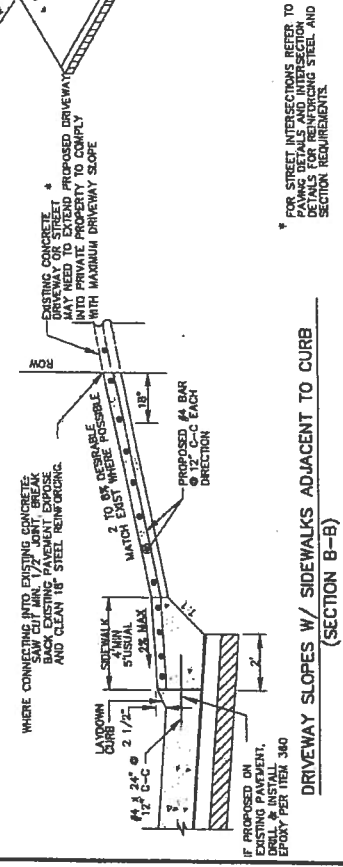 WHERE CONNECTING INTO EXISTING CONCRETE:
SAW CUT MIN. 1/2" JOINT, BREAK
BACK EXISTING PAVEMENT EXPOSE
AND CLEAN 18" STEEL REINFORCING.
EXISTING CONCRETE
DRIVEWAY OR STREET *
MAY NEED TO EXTEND PROPOSED DRIVEWAY
INTO PRIVATE PROPERTY TO COMPLY
WITH MAXIMUM DRIVEWAY SLOPE
ROW
SIDEWALK
4'MIN
5'USUAL
2% MAX
2 TO 8% DESIRABLE
MATCH EXIST WHERE POSSIBLE
18"
LAYDOWN
CURB
2 1/2"
#4 X 24" @
12" C-C
1:1
PROPOSED #4 BAR
@ 12" C-C EACH
DIRECTION
2'
IF PROPOSED ON
EXISTING PAVEMENT,
DRILL & INSTALL
EPOXY PER ITEM 360
* FOR STREET INTERSECTIONS REFER TO
PAVING DETAILS AND INTERSECTION
DETAILS FOR REINFORCING STEEL AND
SECTION REQUIREMENTS.
DRIVEWAY SLOPES W/ SIDEWALKS ADJACENT TO CURB
(SECTION B-B)